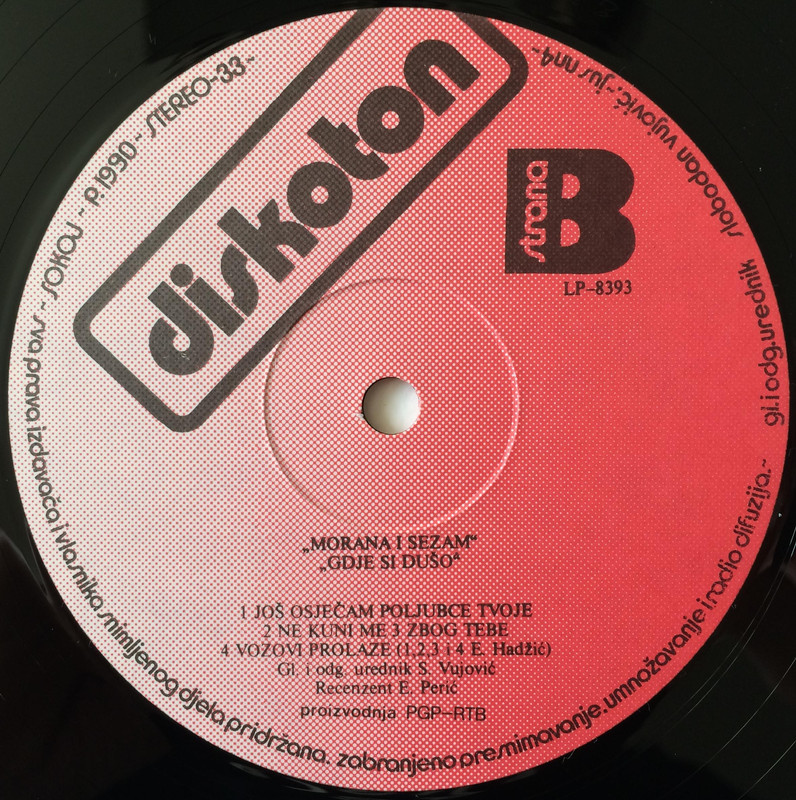 diskoton
strana B
LP-8393
„MORANA I SEZAM“
„GDJE SI DUŠO“
1 JOŠ OSJEČAM POLJUBCE TVOJE
2 NE KUNI ME 3 ZBOG TEBE
4 VOZOVI PROLAZE (1,2,3 i 4 E. Hadžić)
Gl. i odg. urednik S. Vujović
Recenzent E. Perić
proizvodnja PGP-RTB
STEREO-33- p.1990- SOKOJ - sva prava izdavača i vlasnika snimljenog djela pridržana. zabranjeno presnimavanje, umnožavanje i radio difuzija.- gl. i odg. urednik slobodan vujović.- jus nn4-